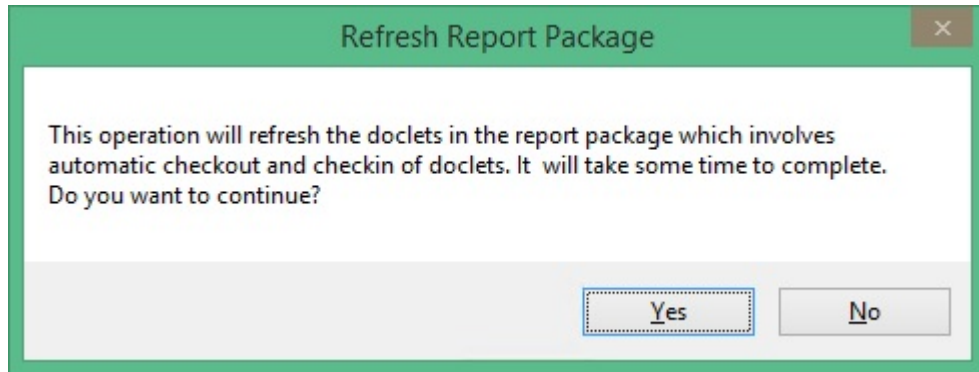 Refresh Report Package
This operation will refresh the doclets in the report package which involves
automatic checkout and checkin of doclets. It  will take some time to complete.
Do you want to continue?
Yes
No